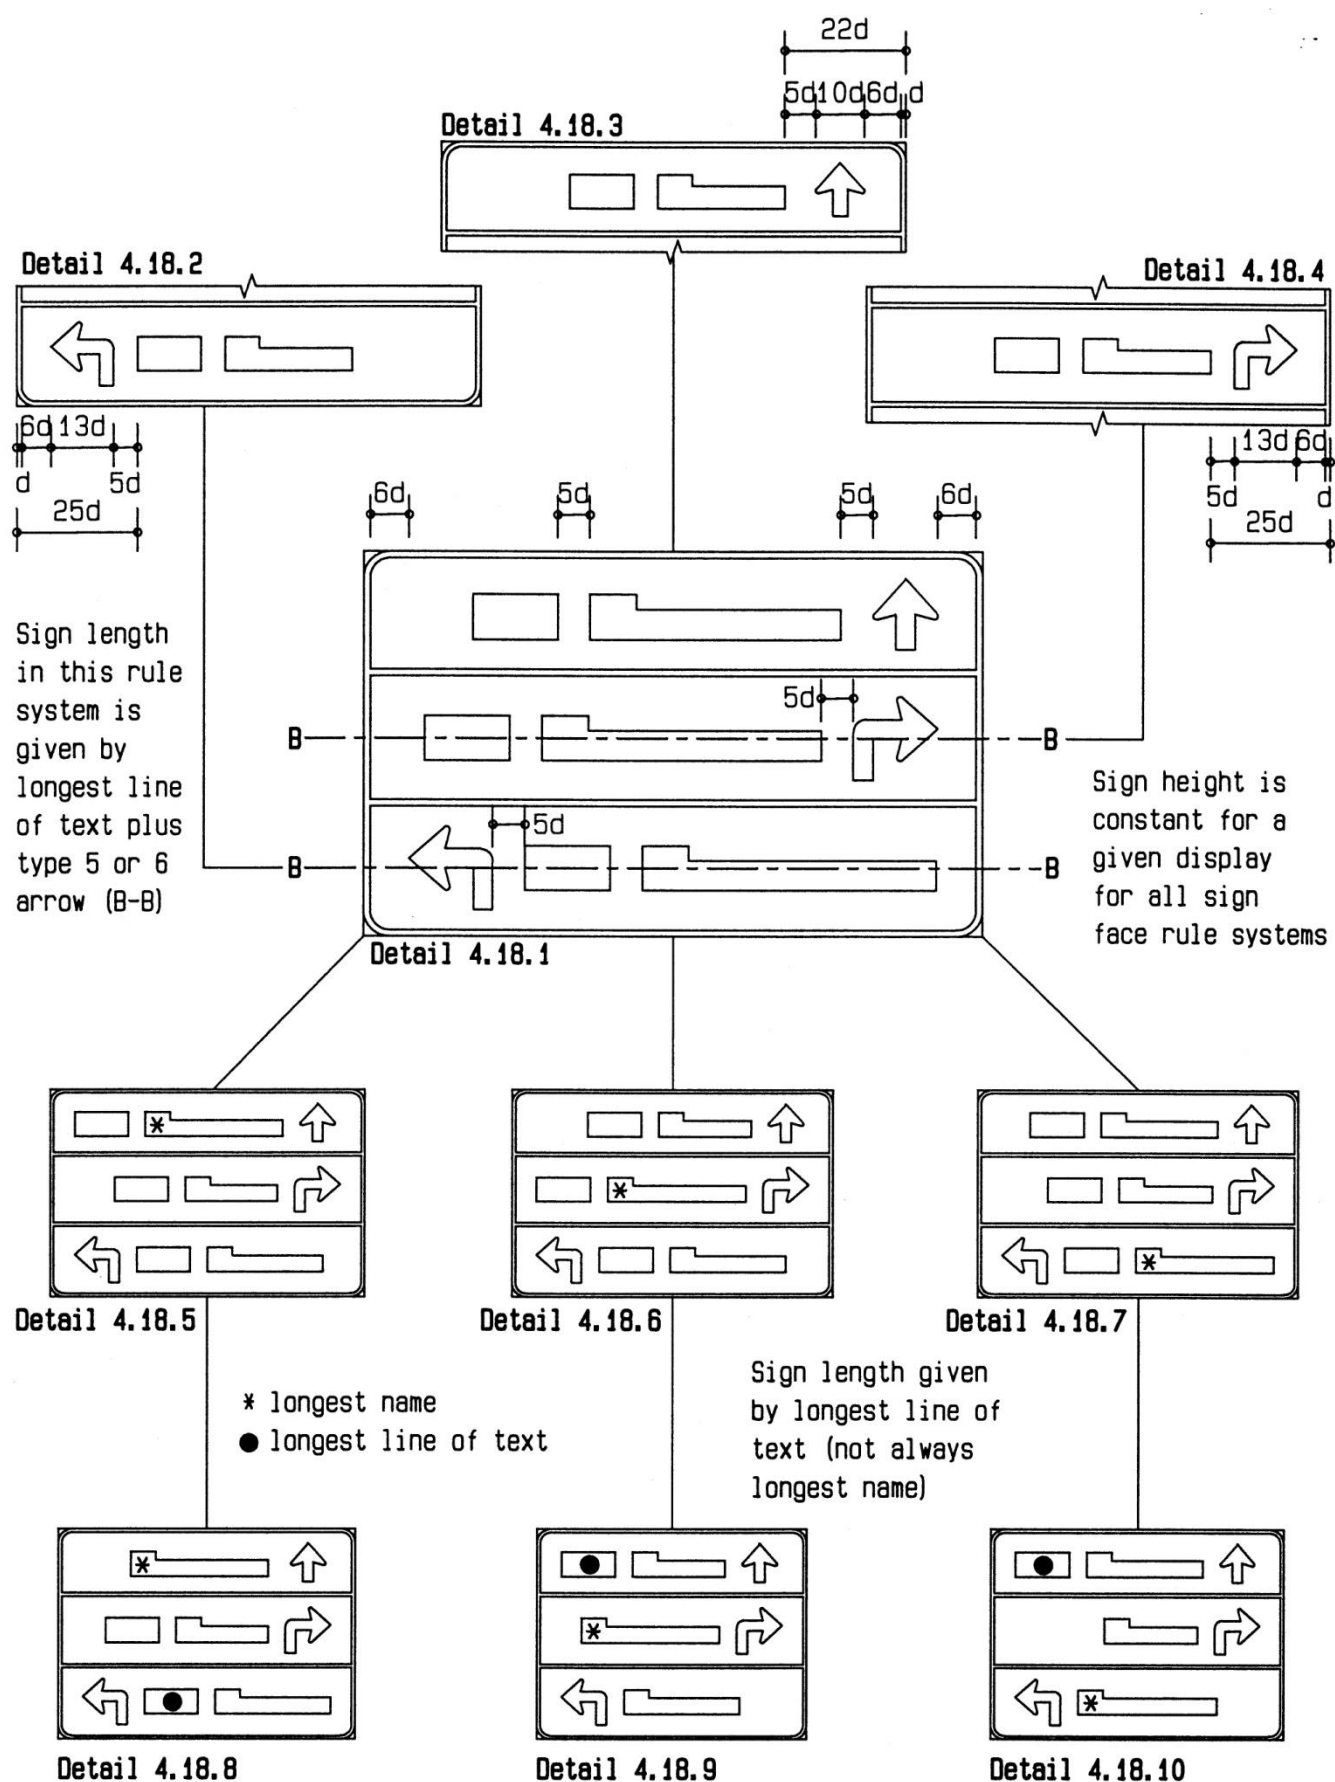 22d
5d 10d 6d d
Detail 4.18.3
Detail 4.18.2
Detail 4.18.4
6d 13d
d 5d
25d
13d 6d
5d d
25d
6d 5d 5d 6d
Sign length
in this rule
system is
given by
longest line
of text plus
type 5 or 6
arrow (B-B)
5d
B B
5d
B B
Sign height is
constant for a
given display
for all sign
face rule systems
Detail 4.18.1
*
*
*
Detail 4.18.5
Detail 4.18.6
Detail 4.18.7
* longest name
● longest line of text
Sign length given
by longest line of
text (not always
longest name)
*
*
*
Detail 4.18.8
Detail 4.18.9
Detail 4.18.10